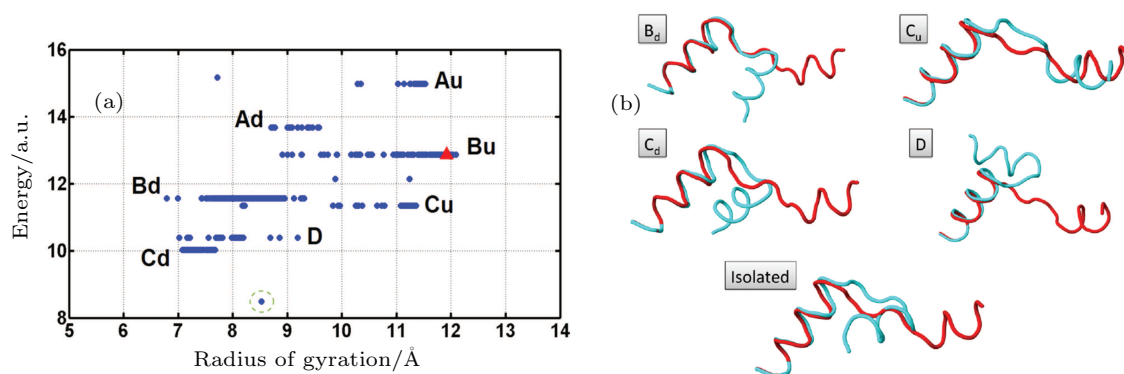 (a)
Energy/a.u.
16
14
12
10
8
6
5 6 7 8 9 10 11 12 13 14
Radius of gyration/Å
Au
Ad
Bu
Bd
Cu
D
Cd
(b)
Bd
Cu
Cd
D
Isolated